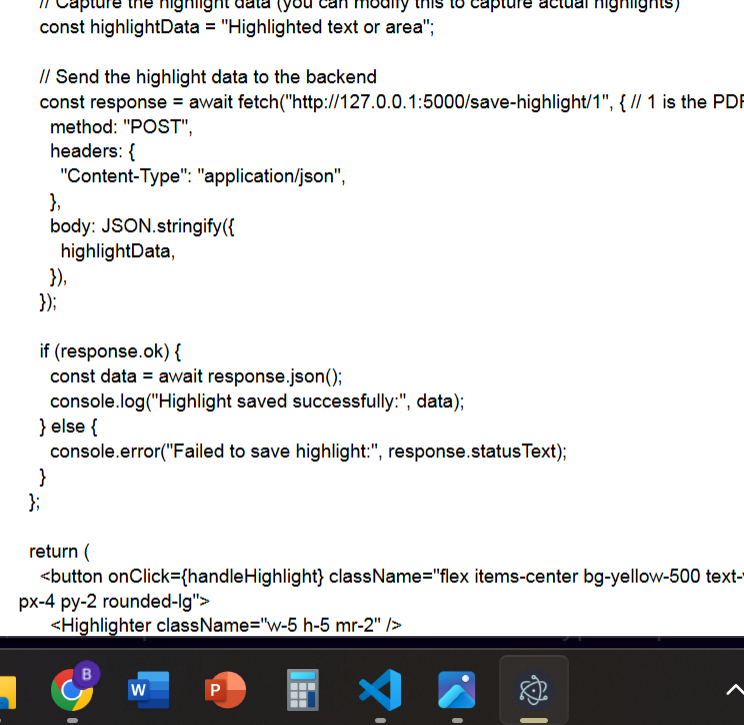 // Capture the highlight data (you can modify this to capture actual highlights)
const highlightData = "Highlighted text or area";
// Send the highlight data to the backend
const response = await fetch("http://127.0.0.1:5000/save-highlight/1", { // 1 is the PDF
method: "POST",
headers: {
"Content-Type": "application/json",
},
body: JSON.stringify({
highlightData,
}),
});
if (response.ok) {
const data = await response.json();
console.log("Highlight saved successfully:", data);
} else {
console.error("Failed to save highlight:", response.statusText);
}
};
return (
<button onClick={handleHighlight} className="flex items-center bg-yellow-500 text-
px-4 py-2 rounded-lg">
<Highlighter className="w-5 h-5 mr-2" />
B
W
P